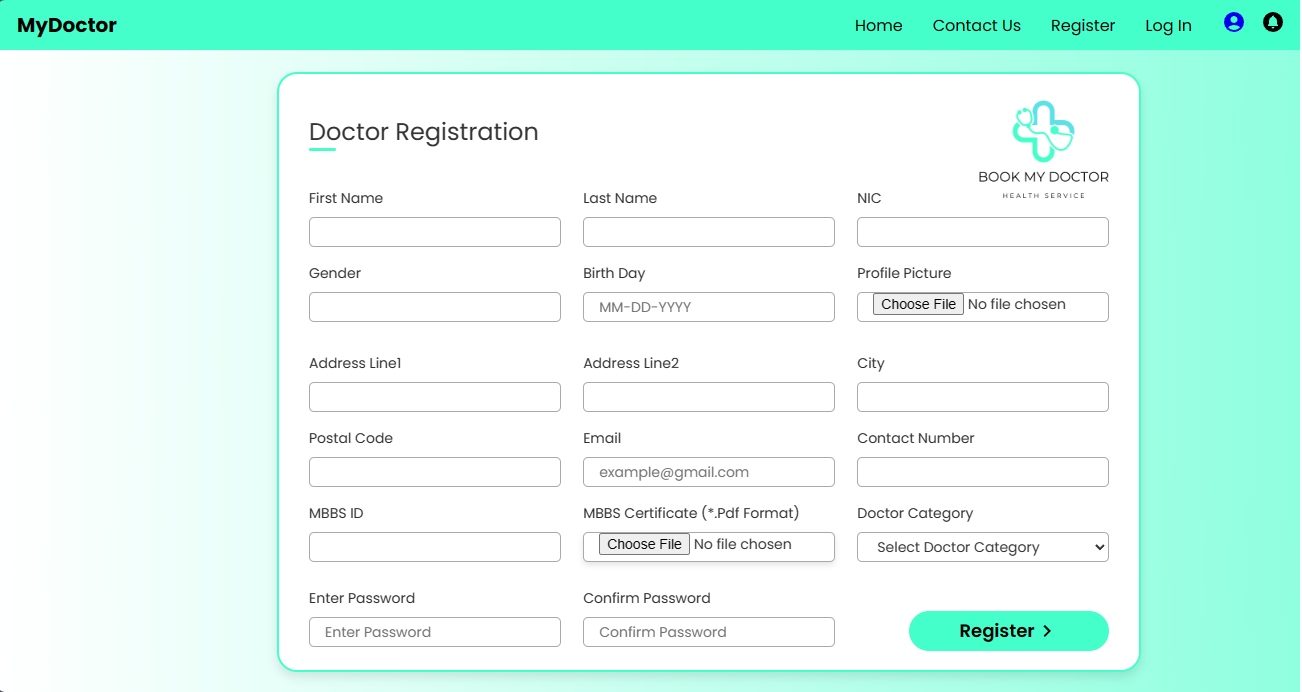 MyDoctor
Home Contact Us Register Log In
Doctor Registration
BOOK MY DOCTOR
HEALTH SERVICE
First Name Last Name NIC
Gender Birth Day Profile Picture
MM-DD-YYYY Choose File No file chosen
Address Line1 Address Line2 City
Postal Code Email Contact Number
example@gmail.com
MBBS ID MBBS Certificate (*.Pdf Format) Doctor Category
Choose File No file chosen Select Doctor Category
Enter Password Confirm Password
Enter Password Confirm Password Register